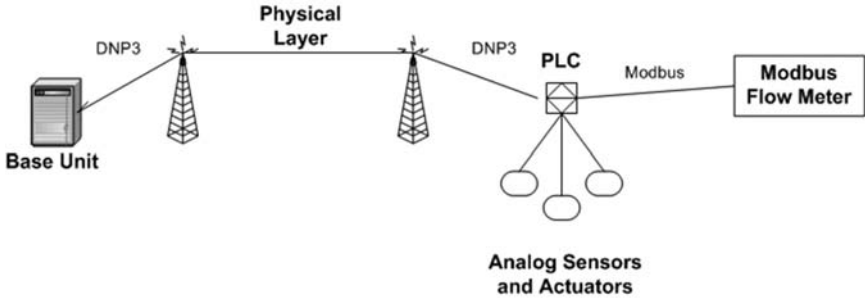 Physical
Layer
DNP3
DNP3
PLC
Modbus
Modbus
Flow Meter
Base Unit
Analog Sensors
and Actuators